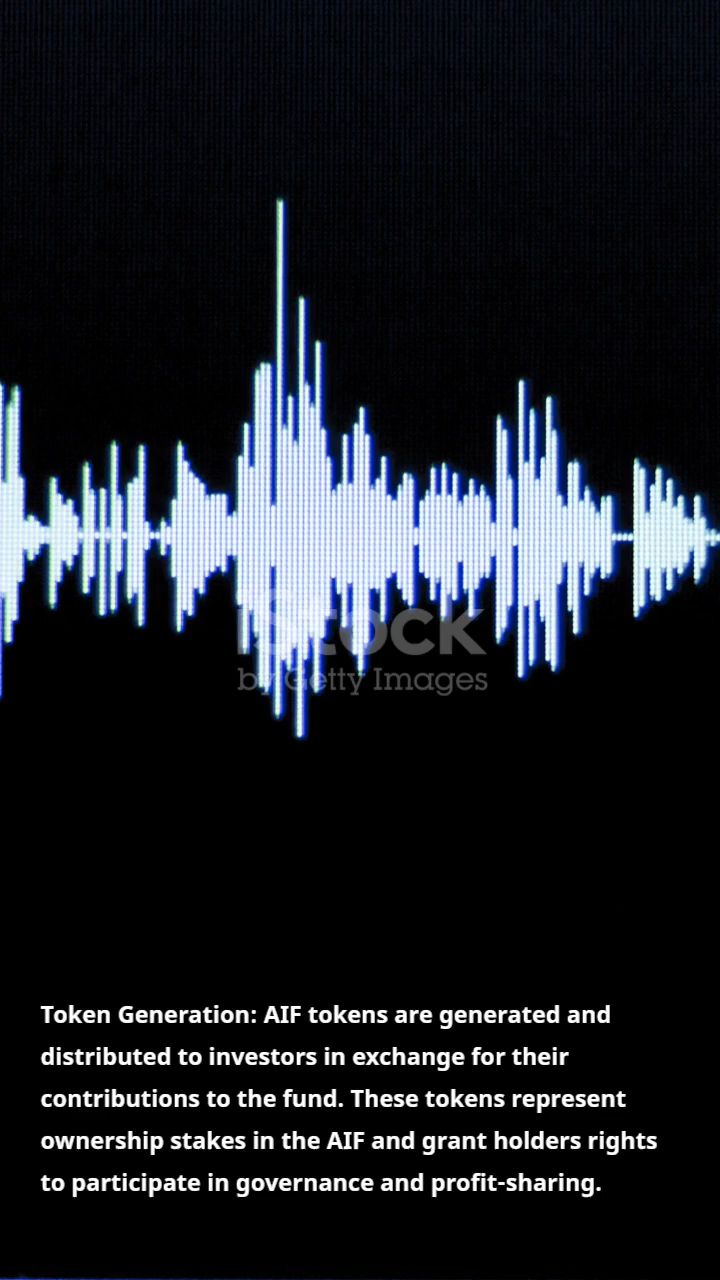 iStock
by Getty Images
Token Generation: AIF tokens are generated and
distributed to investors in exchange for their
contributions to the fund. These tokens represent
ownership stakes in the AIF and grant holders rights
to participate in governance and profit-sharing.